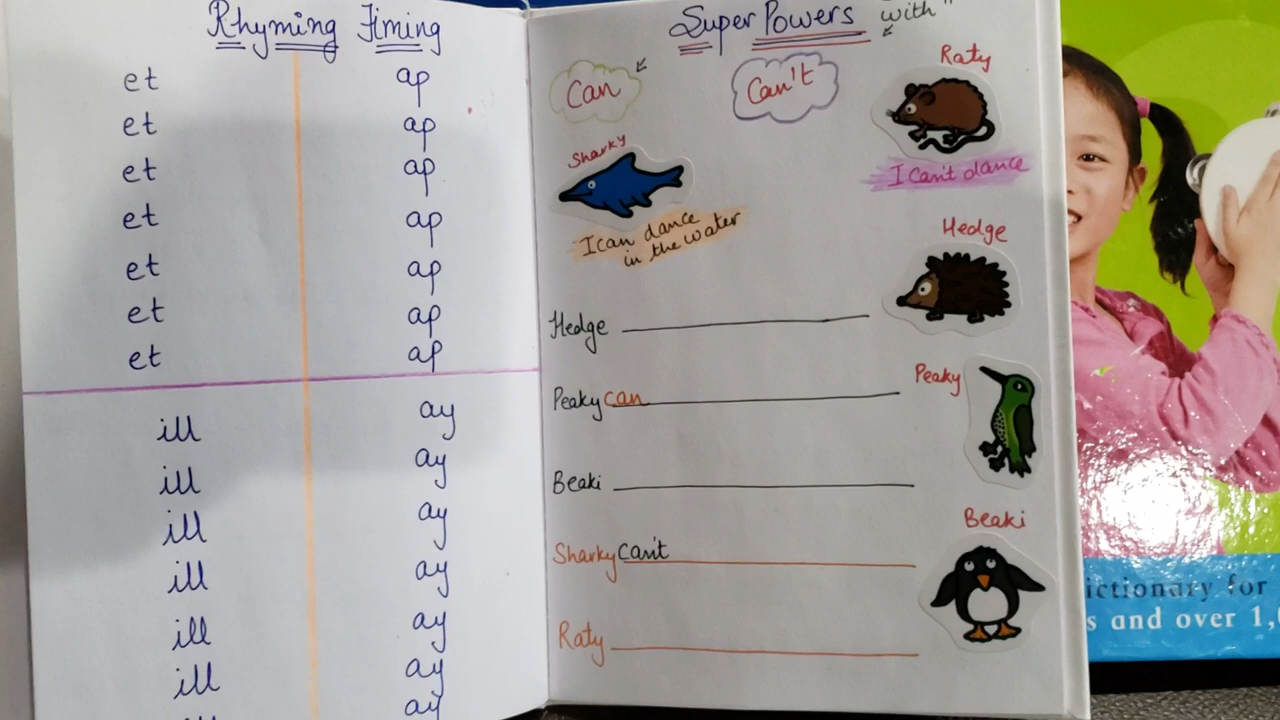 Rhyming Timing
et ap
et ap
et ap
et ap
et ap
et ap
et ap
ill ay
ill ay
ill ay
ill ay
ill ay
ill ay
ay
Super Powers with"
Can Can't
Raty
I Can't dance
Sharky
I can dance
in the water
Hedge
Hedge
Peaky
Peaky can
Beaki
Beaki
Sharky can't
Raty
ictionary for
s and over 1,